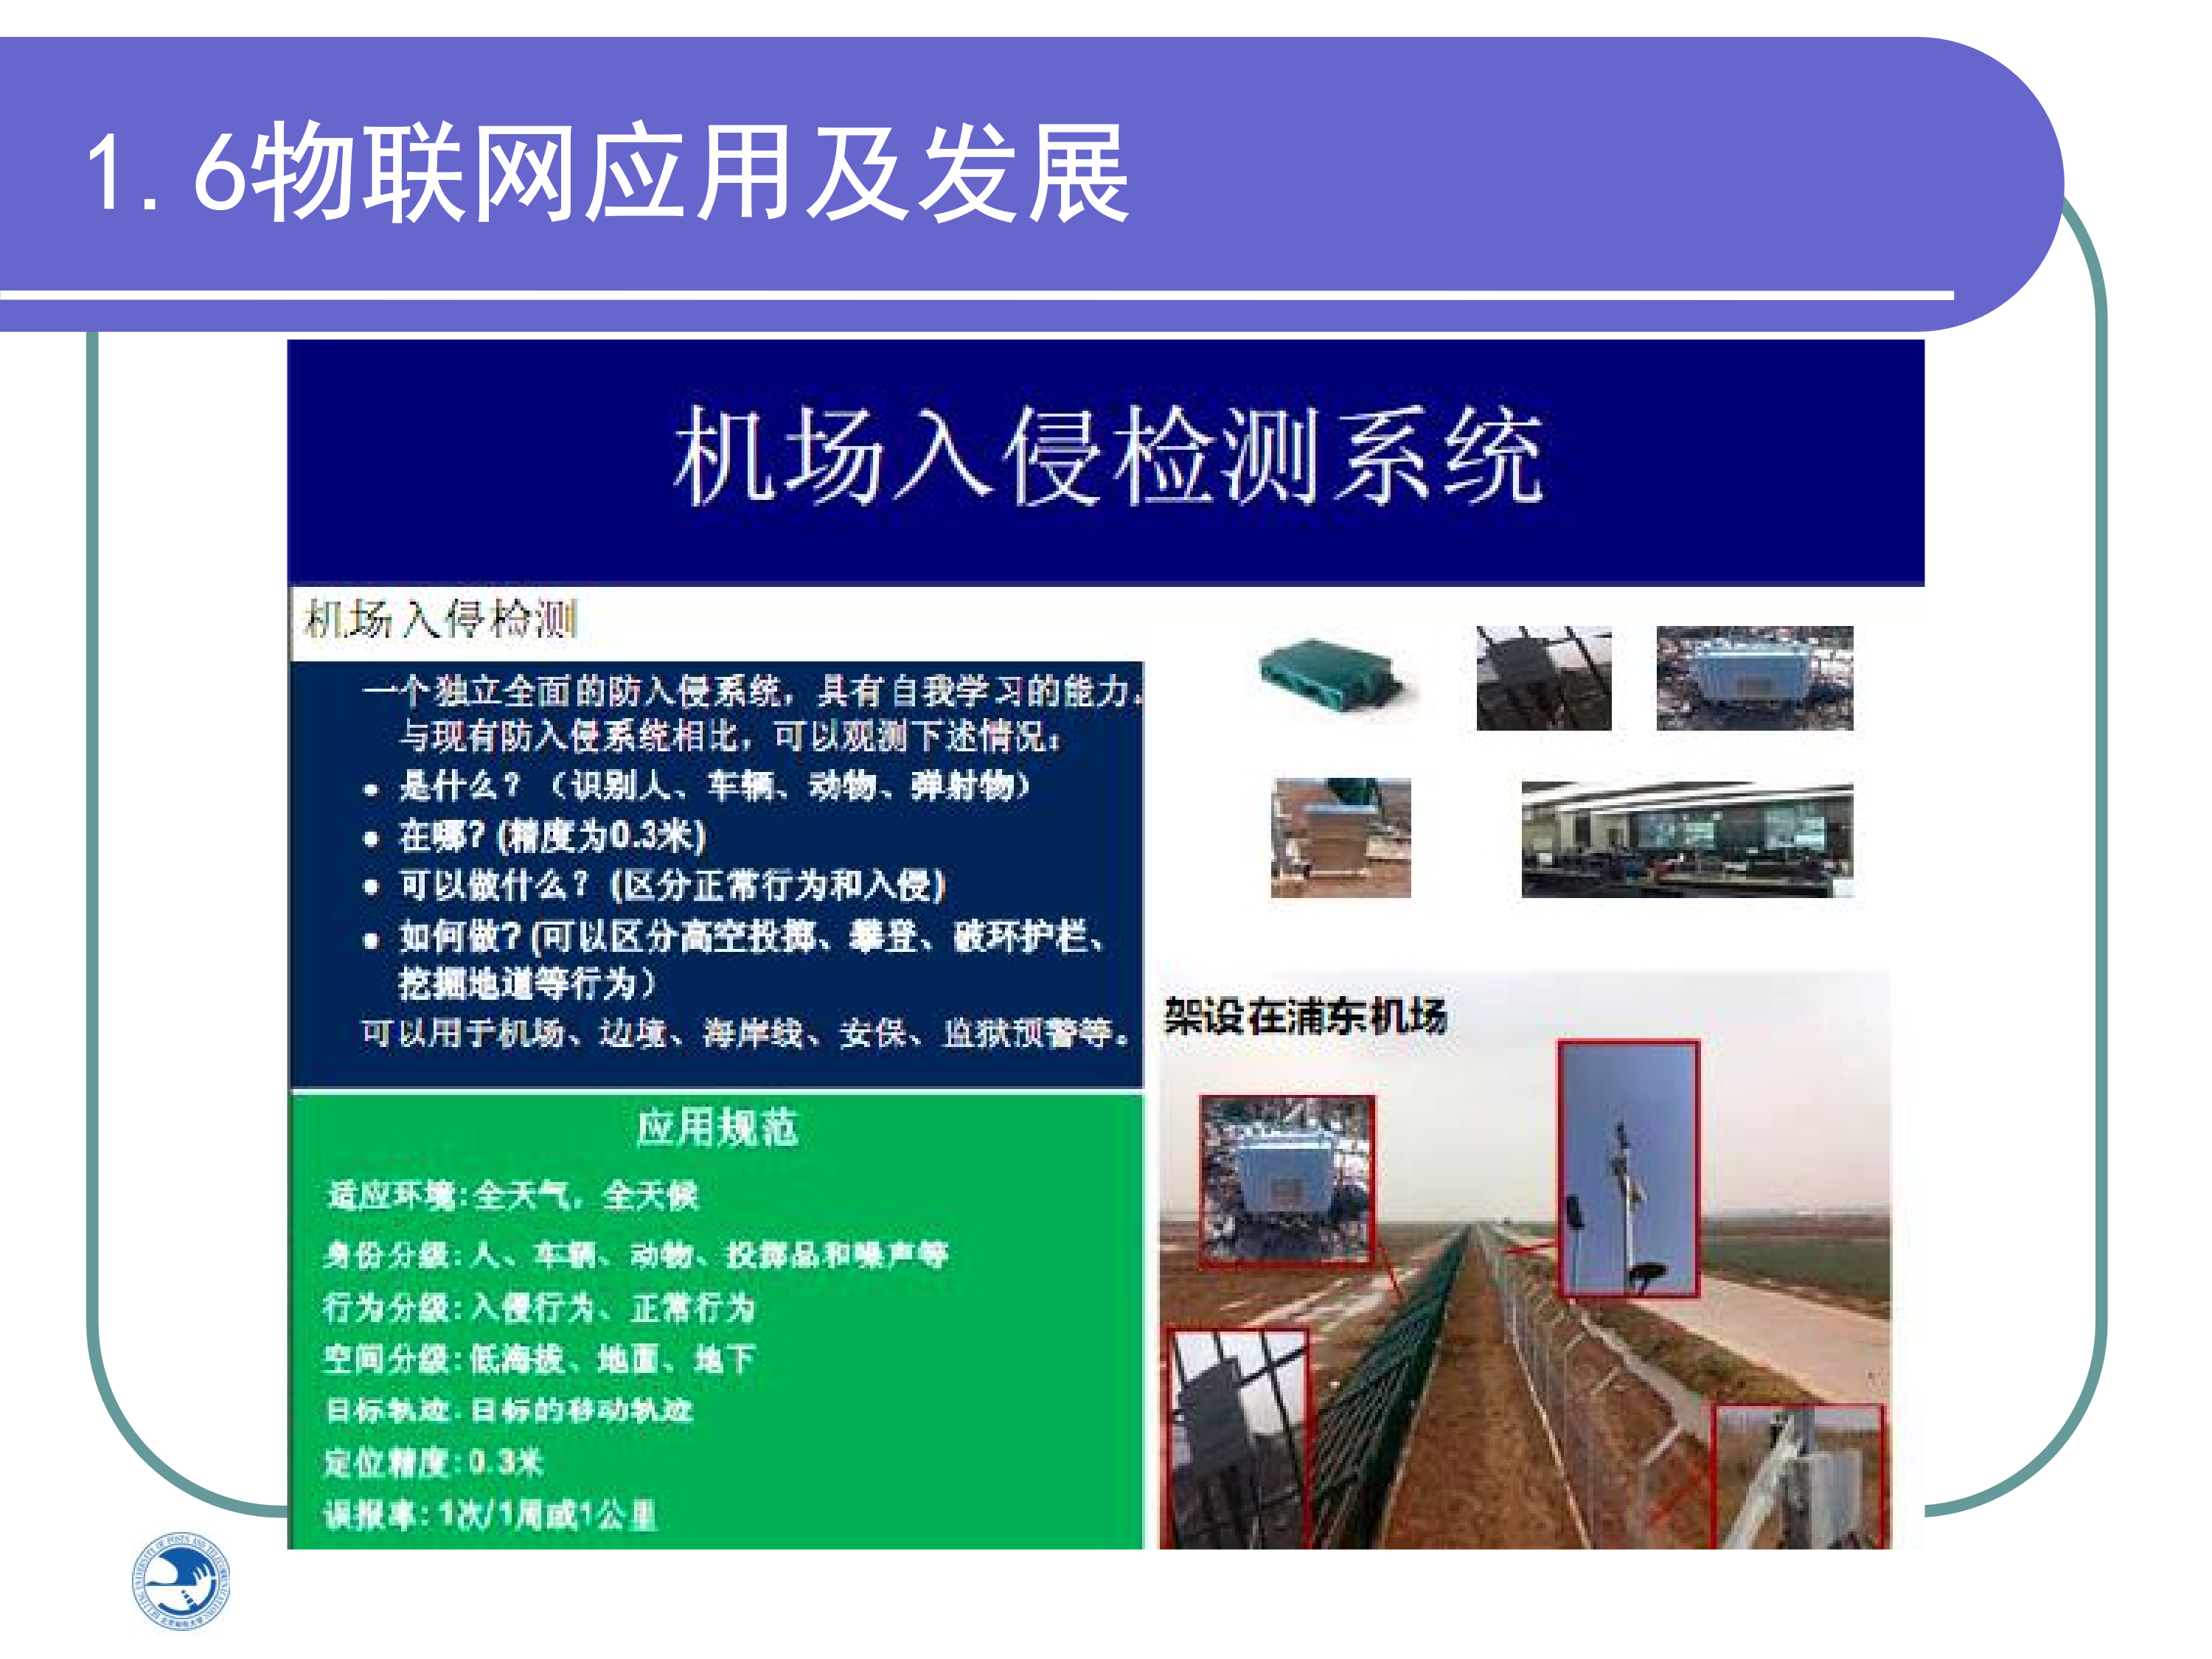 1.6物联网应用及发展
机场入侵检测系统
机场入侵检测
一个独立全面的防入侵系统，具有自我学习的能力。
与现有防入侵系统相比，可以观测下述情况：
• 是什么？（识别人、车辆、动物、弹射物）
• 在哪？(精度为0.3米)
• 可以做什么？(区分正常行为和入侵)
• 如何做？(可以区分高空投掷、攀登、破环护栏、
挖掘地道等行为）
可以用于机场、边境、海岸线、安保、监狱预警等。
应用规范
适应环境：全天气，全天候
身份分级：人、车辆、动物、投掷品和噪声等
行为分级：入侵行为、正常行为
空间分级：低海拔、地面、地下
目标轨迹：目标的移动轨迹
定位精度：0.3米
误报率：1次/1周或1公里
架设在浦东机场